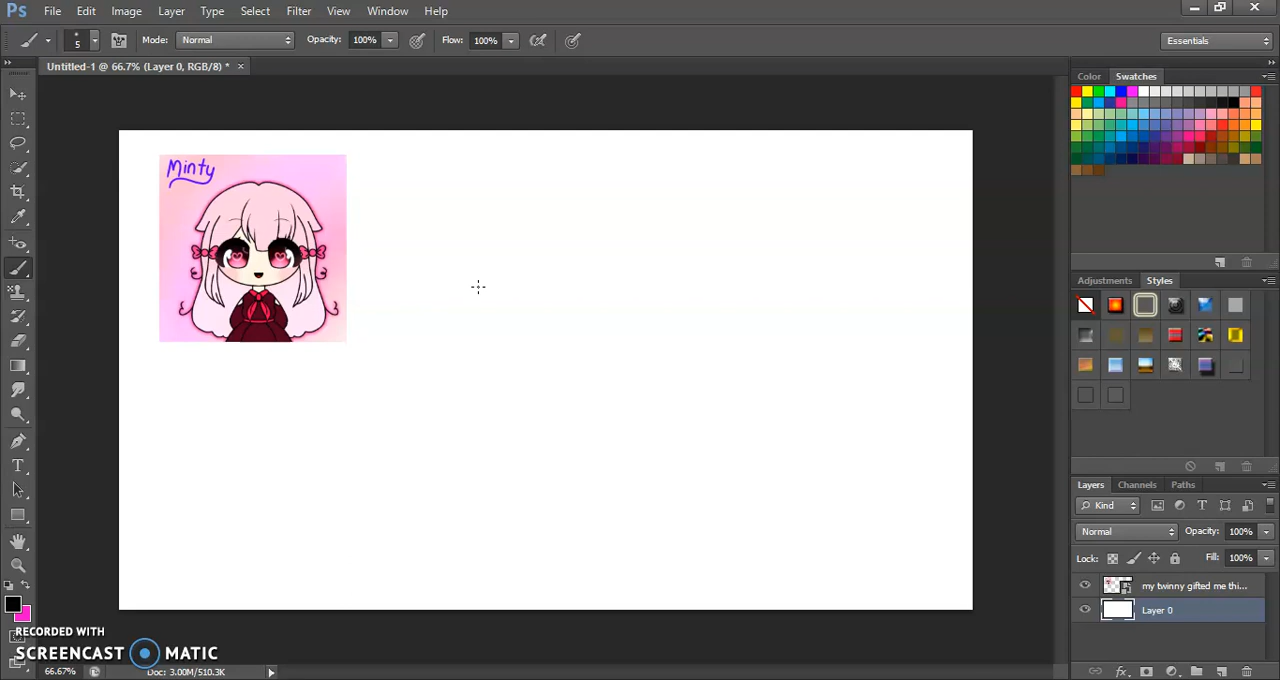 Ps File Edit Image Layer Type Select Filter View Window Help
5 Mode: Normal Opacity: 100% Flow: 100% Essentials
Untitled-1 @ 66.7% (Layer 0, RGB/8) * ×
Color Swatches
Minty
Adjustments Styles
T
Layers Channels Paths
Kind T
Normal Opacity: 100%
Lock: Fill: 100%
my twinny gifted me thi...
Layer 0
RECORDED WITH
SCREENCAST MATIC
66.67% Doc: 3.00M/510.3K
fx